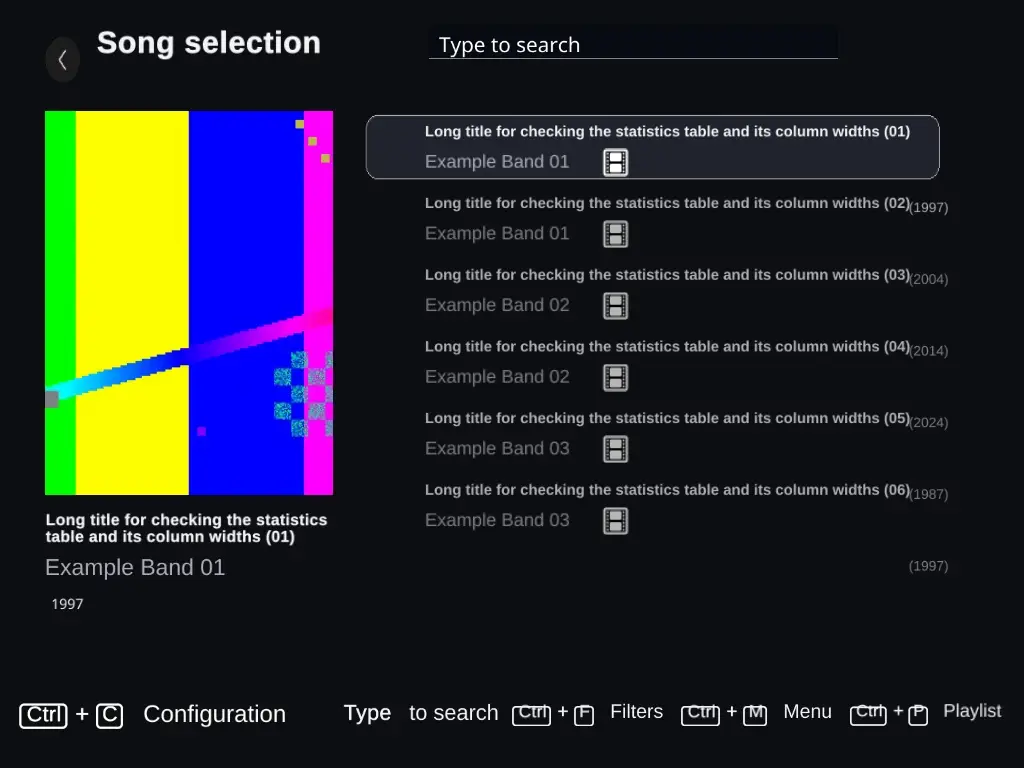 Song selection
Type to search
Long title for checking the statistics table and its column widths (01)
Example Band 01
Long title for checking the statistics table and its column widths (02) (1997)
Example Band 01
Long title for checking the statistics table and its column widths (03) (2004)
Example Band 02
Long title for checking the statistics table and its column widths (04) (2014)
Example Band 02
Long title for checking the statistics table and its column widths (05) (2024)
Example Band 03
Long title for checking the statistics table and its column widths (06) (1987)
Example Band 03
(1997)
Long title for checking the statistics
table and its column widths (01)
Example Band 01
1997
Ctrl + C Configuration Type to search Ctrl + F Filters Ctrl + M Menu Ctrl + P Playlist